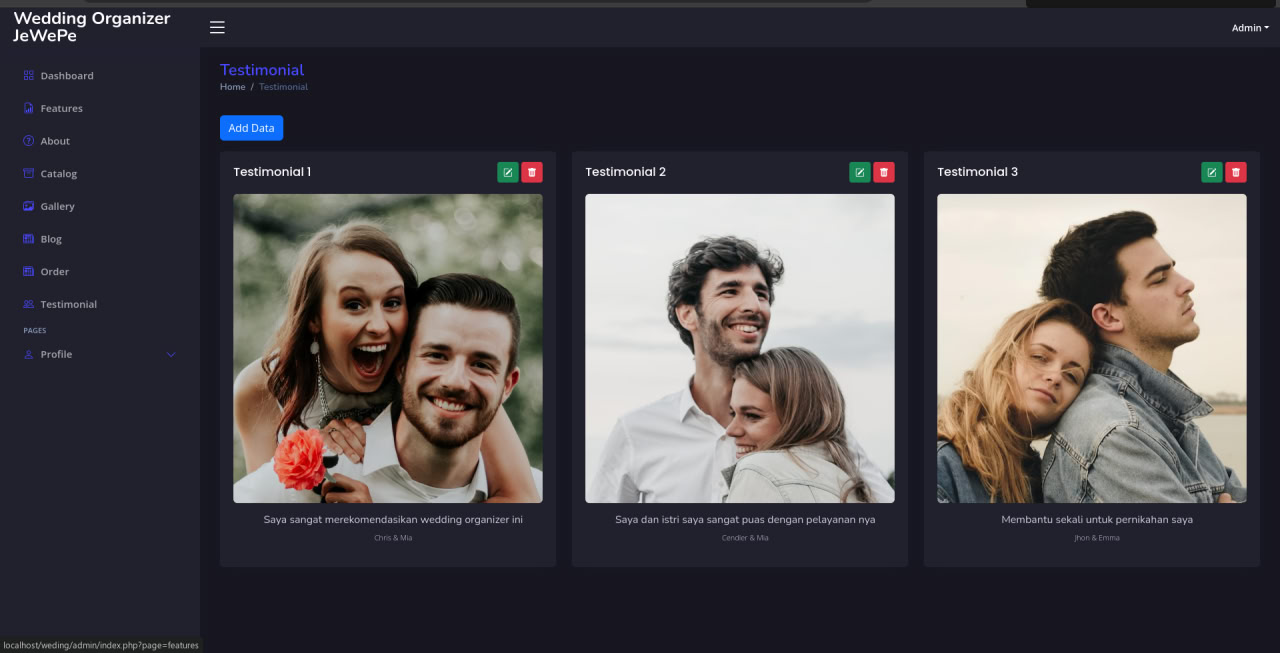 Wedding Organizer
JeWePe
Admin
Dashboard
Features
About
Catalog
Gallery
Blog
Order
Testimonial
PAGES
Profile
Testimonial
Home / Testimonial
Add Data
Testimonial 1
Saya sangat merekomendasikan wedding organizer ini
Chris & Mia
Testimonial 2
Saya dan istri saya sangat puas dengan pelayanan nya
Cendler & Mia
Testimonial 3
Membantu sekali untuk pernikahan saya
Jhon & Emma
localhost/weding/admin/index.php?page=features